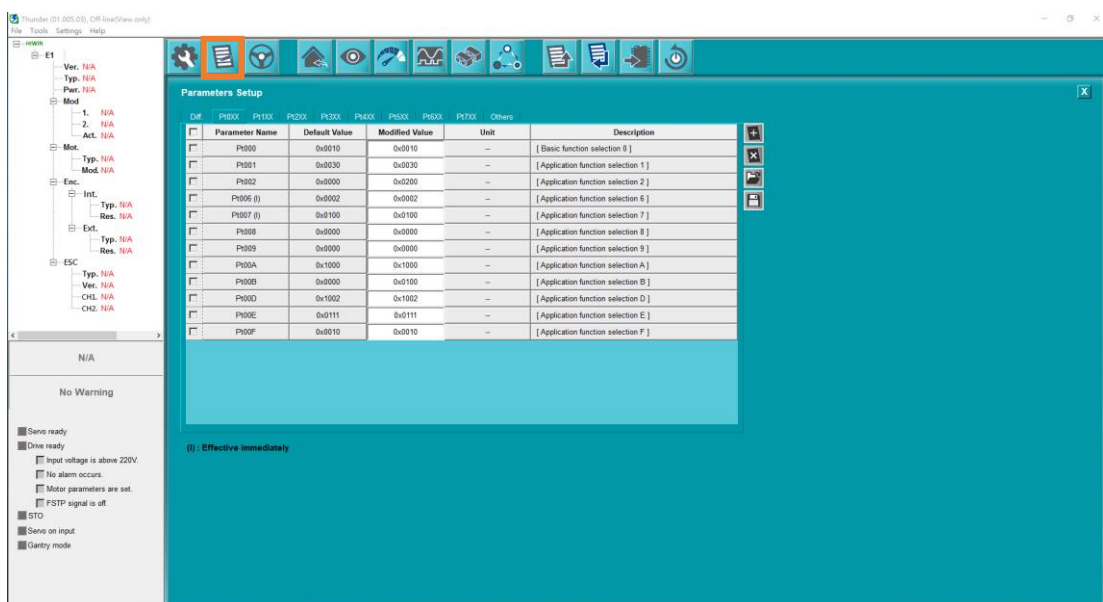 Thunder (01.005.03), Off-line(View only)
File Tools Settings Help
HIWIN
E1
Ver. N/A
Typ. N/A
Pwr. N/A
Mod
1. N/A
2. N/A
Act. N/A
Mot.
Typ. N/A
Mod. N/A
Enc.
Int.
Typ. N/A
Res. N/A
Ext.
Typ. N/A
Res. N/A
ESC
Typ. N/A
Ver. N/A
CH1. N/A
CH2. N/A
N/A
No Warning
Servo ready
Drive ready
Input voltage is above 220V.
No alarm occurs.
Motor parameters are set.
FSTP signal is off.
STO
Servo on input
Gantry mode
Parameters Setup
X
Diff. Pt0XX Pt1XX Pt2XX Pt3XX Pt4XX Pt5XX Pt6XX Pt7XX Others
Parameter Name Default Value Modified Value Unit Description
Pt000 0x0010 0x0010 -- [ Basic function selection 0 ]
Pt001 0x0030 0x0030 -- [ Application function selection 1 ]
Pt002 0x0000 0x0200 -- [ Application function selection 2 ]
Pt006 (I) 0x0002 0x0002 -- [ Application function selection 6 ]
Pt007 (I) 0x0100 0x0100 -- [ Application function selection 7 ]
Pt008 0x0000 0x0000 -- [ Application function selection 8 ]
Pt009 0x0000 0x0000 -- [ Application function selection 9 ]
Pt00A 0x1000 0x1000 -- [ Application function selection A ]
Pt00B 0x0000 0x0100 -- [ Application function selection B ]
Pt00D 0x1002 0x1002 -- [ Application function selection D ]
Pt00E 0x0111 0x0111 -- [ Application function selection E ]
Pt00F 0x0010 0x0010 -- [ Application function selection F ]
(I) : Effective immediately